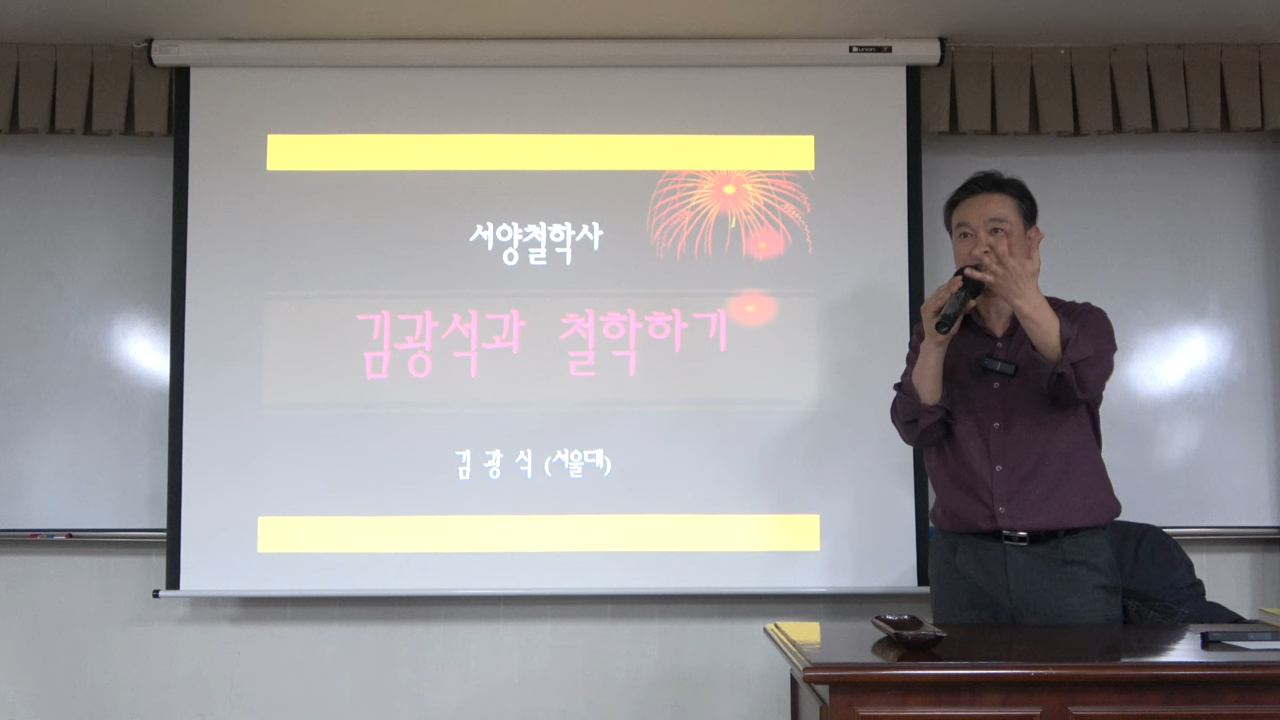 union
서양철학사
김광석과 철학하기
김 광 식 (서울대)